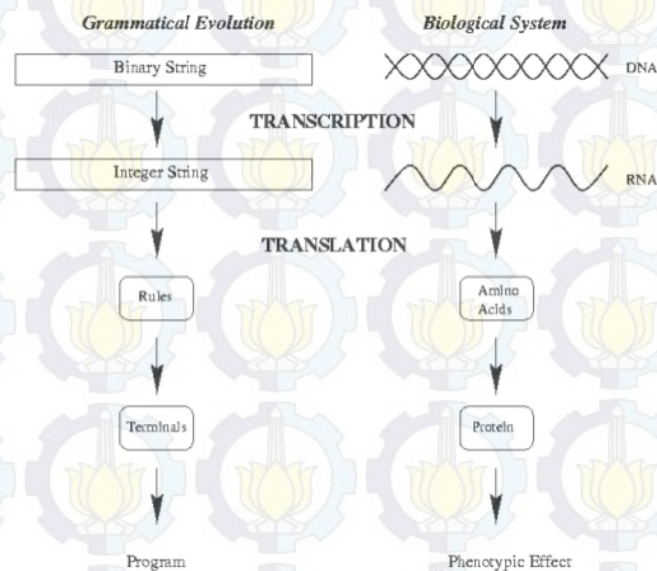 Grammatical Evolution
Biological System
Binary String
DNA
TRANSCRIPTION
Integer String
RNA
TRANSLATION
Rules
Amino
Acids
Terminals
Protein
Program
Phenotypic Effect